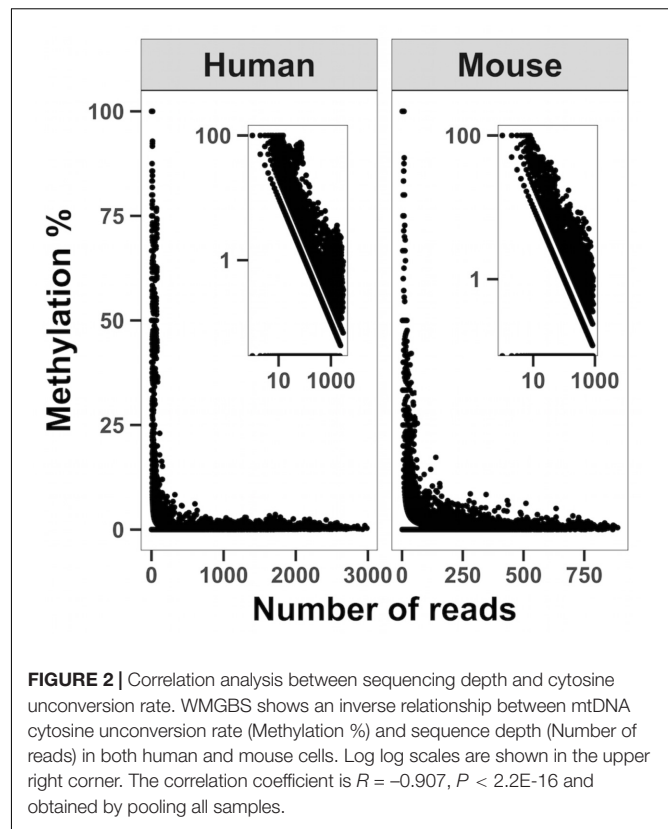 Human Mouse
100
75
50
25
0
Methylation %
100
1
10 1000
100
1
10 1000
0 1000 2000 3000 0 250 500 750
Number of reads
FIGURE 2 | Correlation analysis between sequencing depth and cytosine
unconversion rate. WMGBS shows an inverse relationship between mtDNA
cytosine unconversion rate (Methylation %) and sequence depth (Number of
reads) in both human and mouse cells. Log log scales are shown in the upper
right corner. The correlation coefficient is R = –0.907, P < 2.2E-16 and
obtained by pooling all samples.